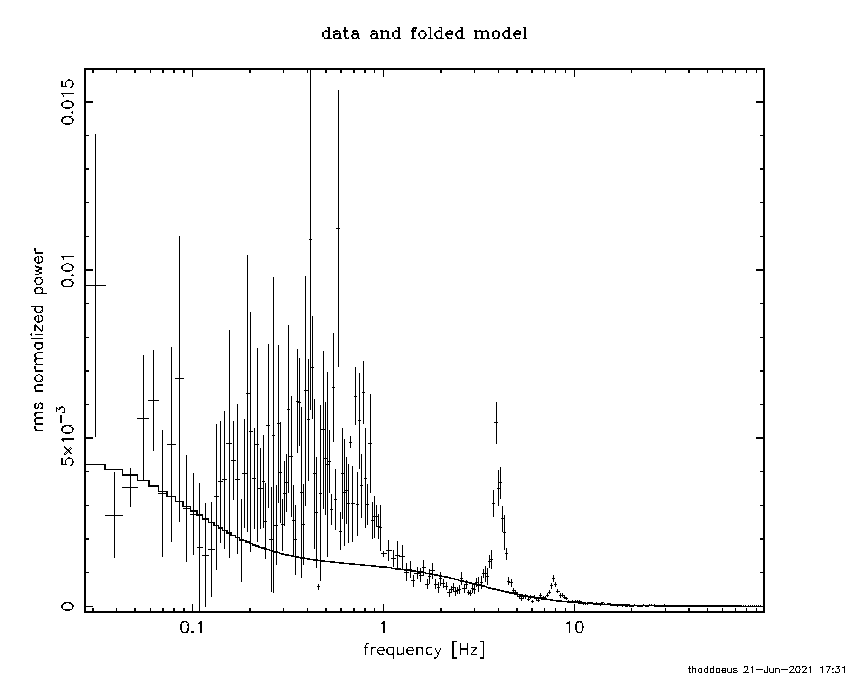 data and folded model
0.015
0.01
5×10⁻³
0
rms normalized power
0.1 1 10
frequency [Hz]
thoddaeus 21-Jun-2021 17:31